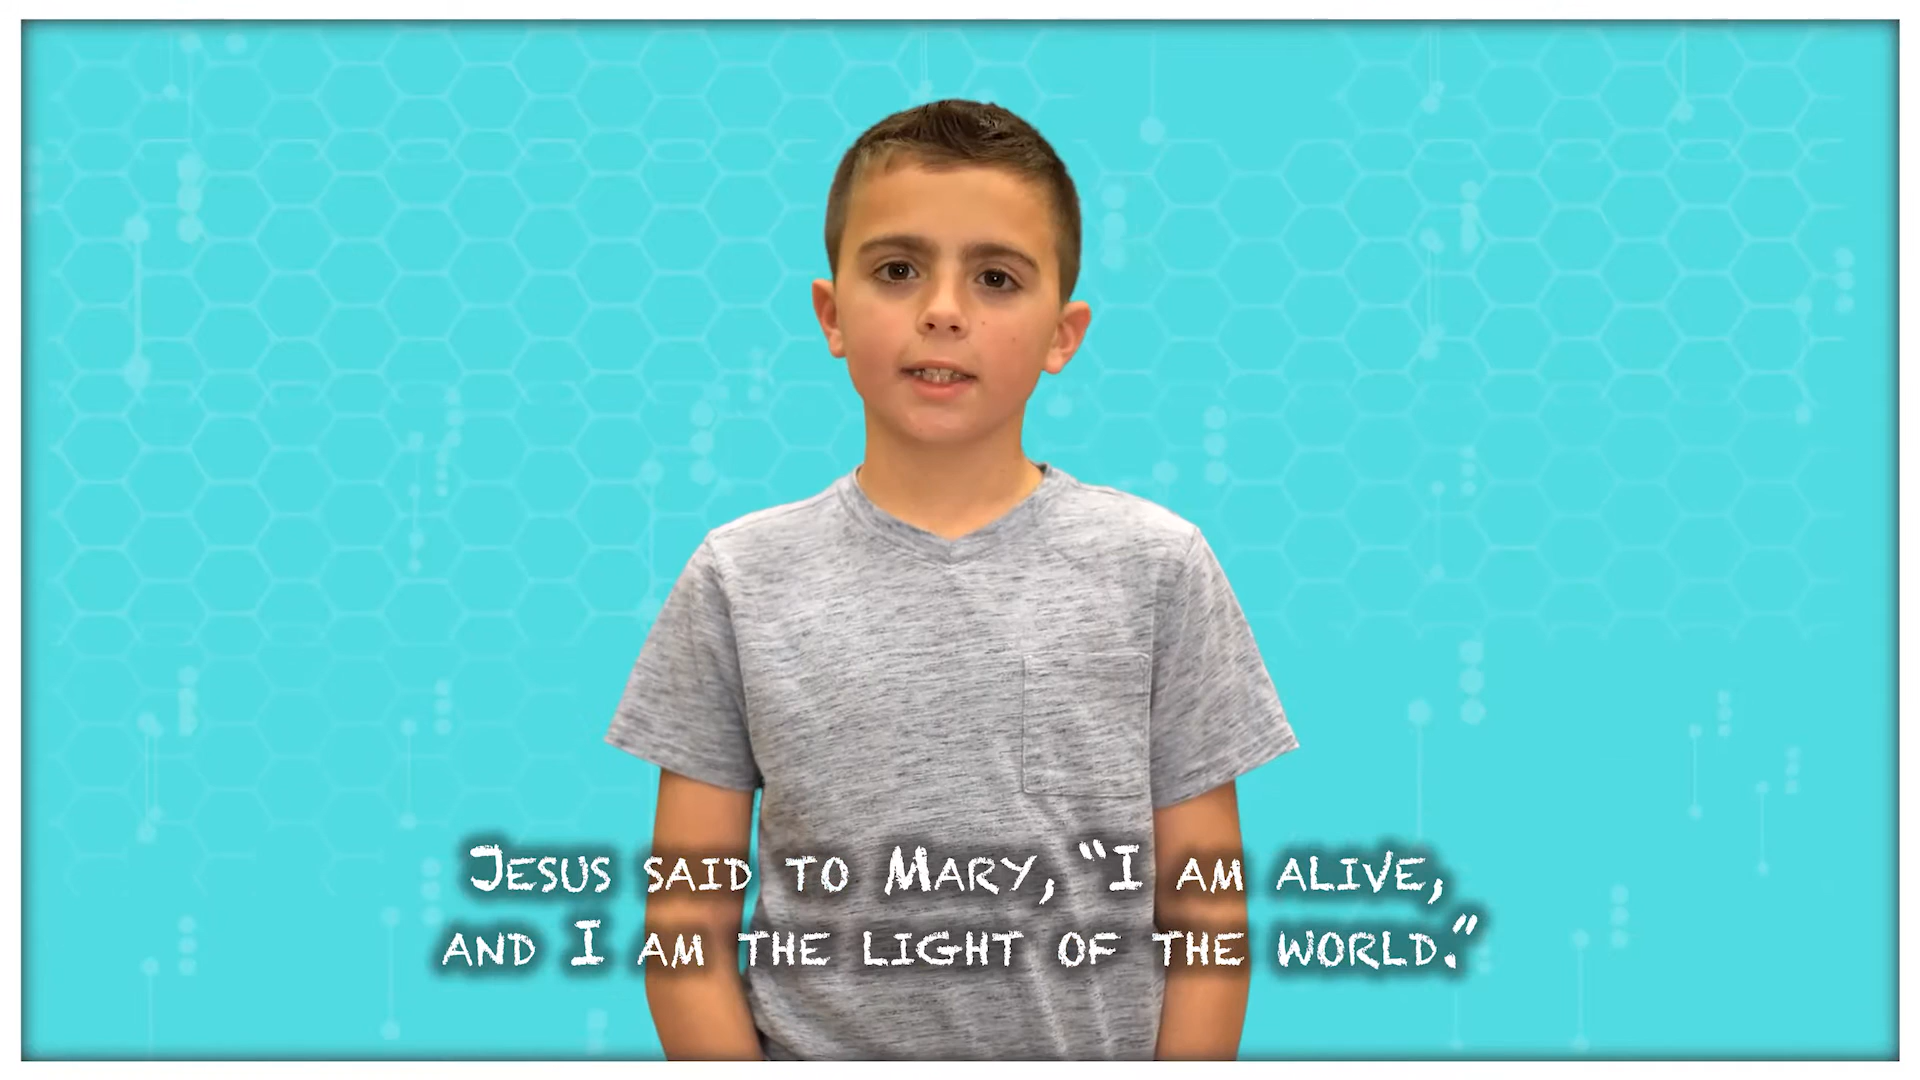 Jesus said to Mary, “I am alive,
and I am the light of the world.”